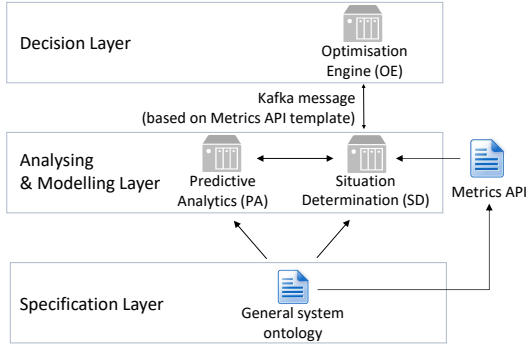 Decision Layer
Optimisation
Engine (OE)
Kafka message
(based on Metrics API template)
Analysing
& Modelling Layer
Predictive
Analytics (PA)
Situation
Determination (SD)
Metrics API
Specification Layer
General system
ontology